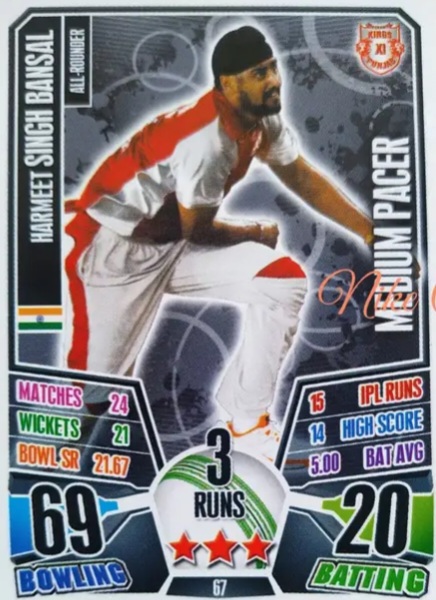 HARMEET SINGH BANSAL
ALL-ROUNDER
KINGS
XI
PUNJAB
MEDIUM PACER
Nike
MATCHES 24
WICKETS 21
BOWL SR 21.67
15 IPL RUNS
14 HIGH SCORE
5.00 BAT AVG
3
RUNS
69
BOWLING
20
BATTING
67